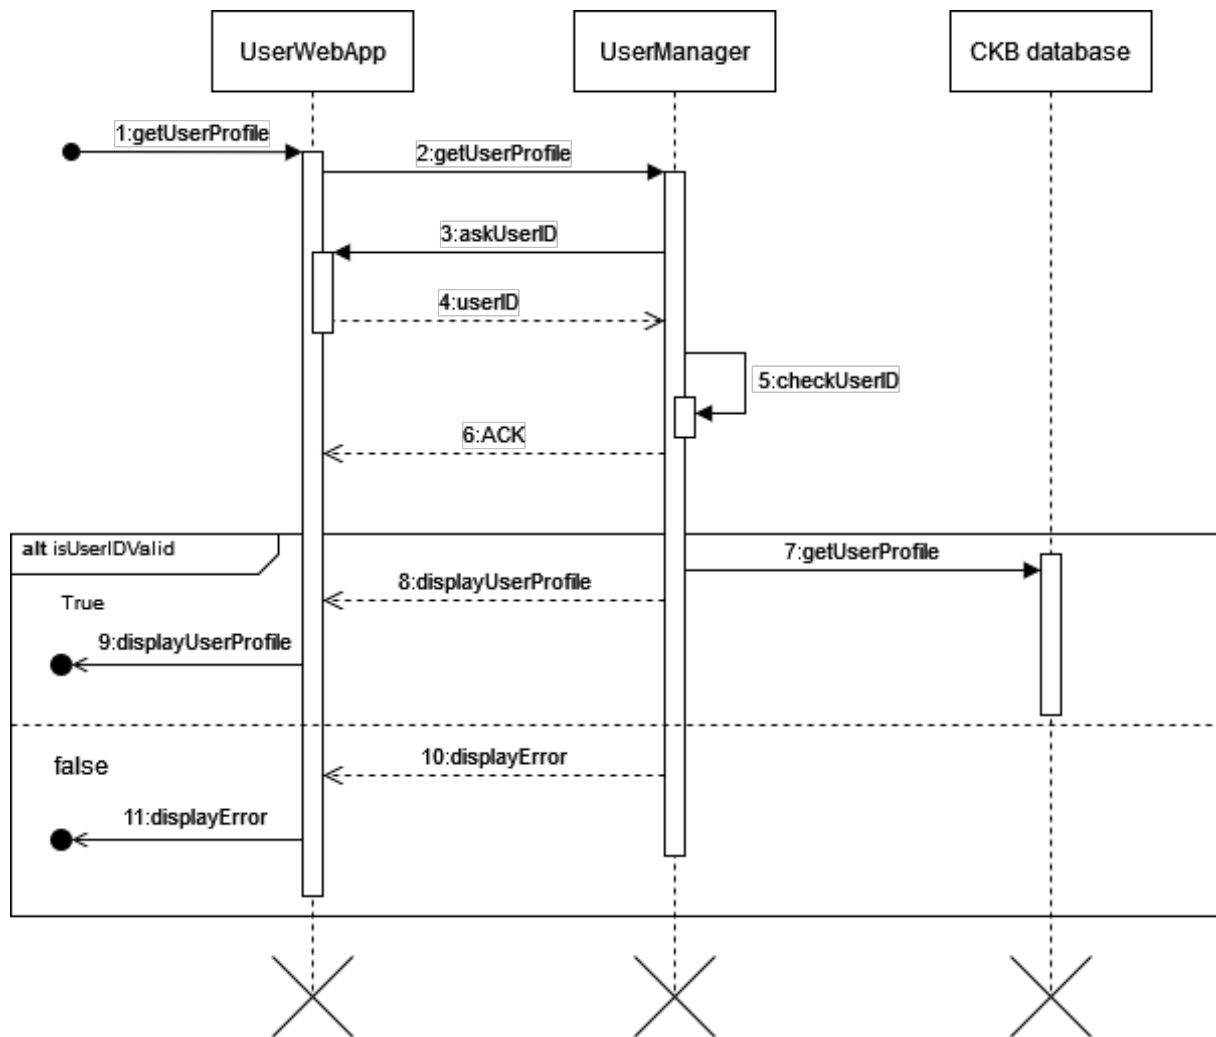 UserWebApp
UserManager
CKB database
1:getUserProfile
2:getUserProfile
3:askUserID
4:userID
5:checkUserID
6:ACK
alt isUserIDValid
7:getUserProfile
8:displayUserProfile
True
9:displayUserProfile
10:displayError
false
11:displayError